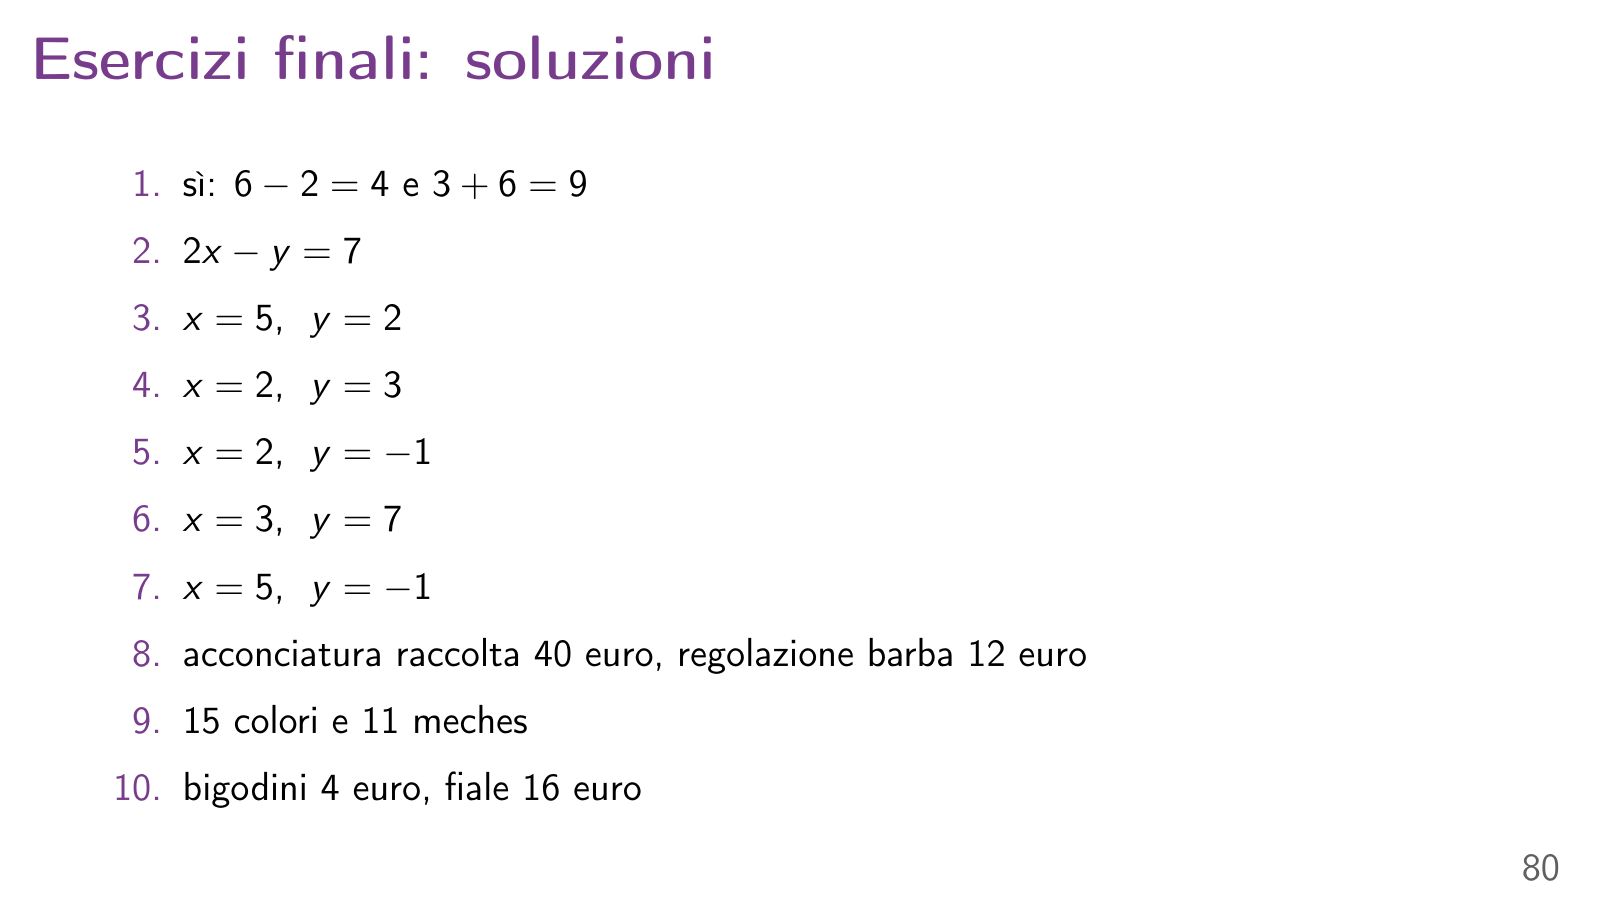 Esercizi finali: soluzioni
1. sì: 6 − 2 = 4 e 3 + 6 = 9
2. 2x − y = 7
3. x = 5, y = 2
4. x = 2, y = 3
5. x = 2, y = −1
6. x = 3, y = 7
7. x = 5, y = −1
8. acconciatura raccolta 40 euro, regolazione barba 12 euro
9. 15 colori e 11 meches
10. bigodini 4 euro, fiale 16 euro
80